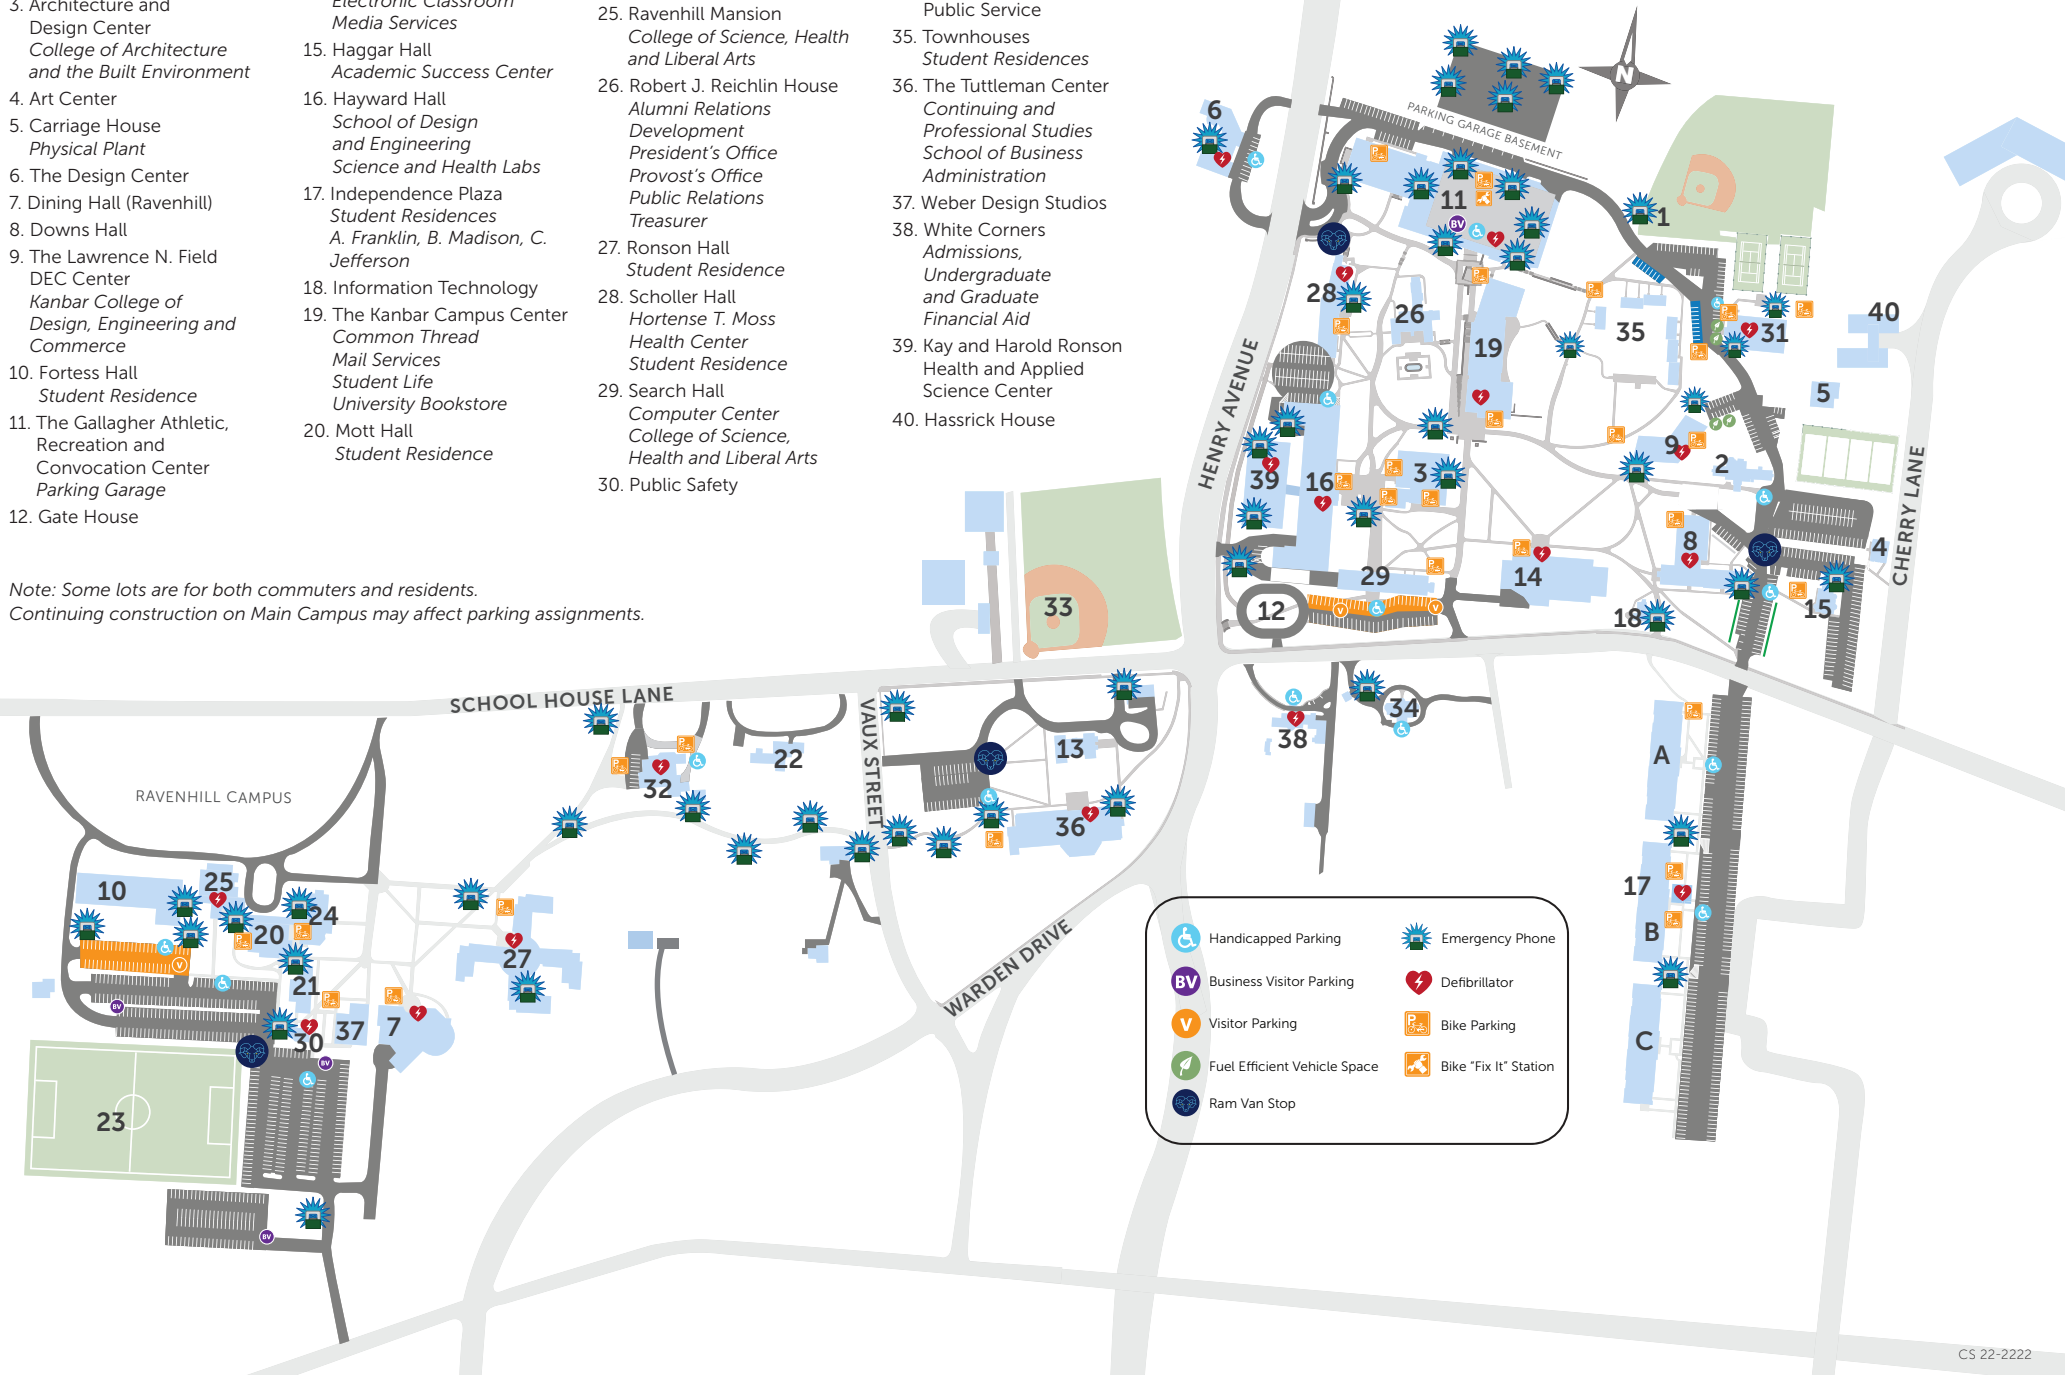 3. Architecture and
Design Center
College of Architecture
and the Built Environment
4. Art Center
5. Carriage House
Physical Plant
6. The Design Center
7. Dining Hall (Ravenhill)
8. Downs Hall
9. The Lawrence N. Field
DEC Center
Kanbar College of
Design, Engineering and
Commerce
10. Fortess Hall
Student Residence
11. The Gallagher Athletic,
Recreation and
Convocation Center
Parking Garage
12. Gate House
Electronic Classroom
Media Services
15. Haggar Hall
Academic Success Center
16. Hayward Hall
School of Design
and Engineering
Science and Health Labs
17. Independence Plaza
Student Residences
A. Franklin, B. Madison, C.
Jefferson
18. Information Technology
19. The Kanbar Campus Center
Common Thread
Mail Services
Student Life
University Bookstore
20. Mott Hall
Student Residence
25. Ravenhill Mansion
College of Science, Health
and Liberal Arts
26. Robert J. Reichlin House
Alumni Relations
Development
President's Office
Provost's Office
Public Relations
Treasurer
27. Ronson Hall
Student Residence
28. Scholler Hall
Hortense T. Moss
Health Center
Student Residence
29. Search Hall
Computer Center
College of Science,
Health and Liberal Arts
30. Public Safety
Public Service
35. Townhouses
Student Residences
36. The Tuttleman Center
Continuing and
Professional Studies
School of Business
Administration
37. Weber Design Studios
38. White Corners
Admissions,
Undergraduate
and Graduate
Financial Aid
39. Kay and Harold Ronson
Health and Applied
Science Center
40. Hassrick House
Note: Some lots are for both commuters and residents.
Continuing construction on Main Campus may affect parking assignments.
N
PARKING GARAGE BASEMENT
6
11
BV
1
28
26
19
35
31
40
5
HENRY AVENUE
9
2
39
16
3
CHERRY LANE
8
4
29
14
12
V
V
15
18
33
SCHOOL HOUSE LANE
VAUX STREET
34
38
13
22
32
36
A
17
B
C
RAVENHILL CAMPUS
10
25
24
20
V
27
21
BV
30
37
7
BV
23
BV
WARDEN DRIVE
Handicapped Parking
BV Business Visitor Parking
V Visitor Parking
Fuel Efficient Vehicle Space
Ram Van Stop
Emergency Phone
Defibrillator
P Bike Parking
Bike "Fix It" Station
CS 22-2222